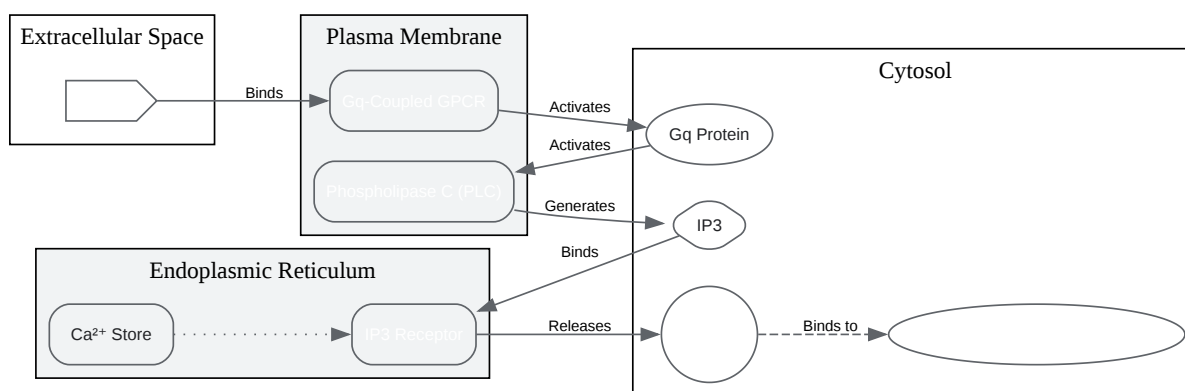 Extracellular Space
Plasma Membrane
Cytosol
Binds
Gq-Coupled GPCR
Activates
Gq Protein
Activates
Phospholipase C (PLC)
Generates
IP3
Binds
Endoplasmic Reticulum
Ca²⁺ Store
IP3 Receptor
Releases
Binds to